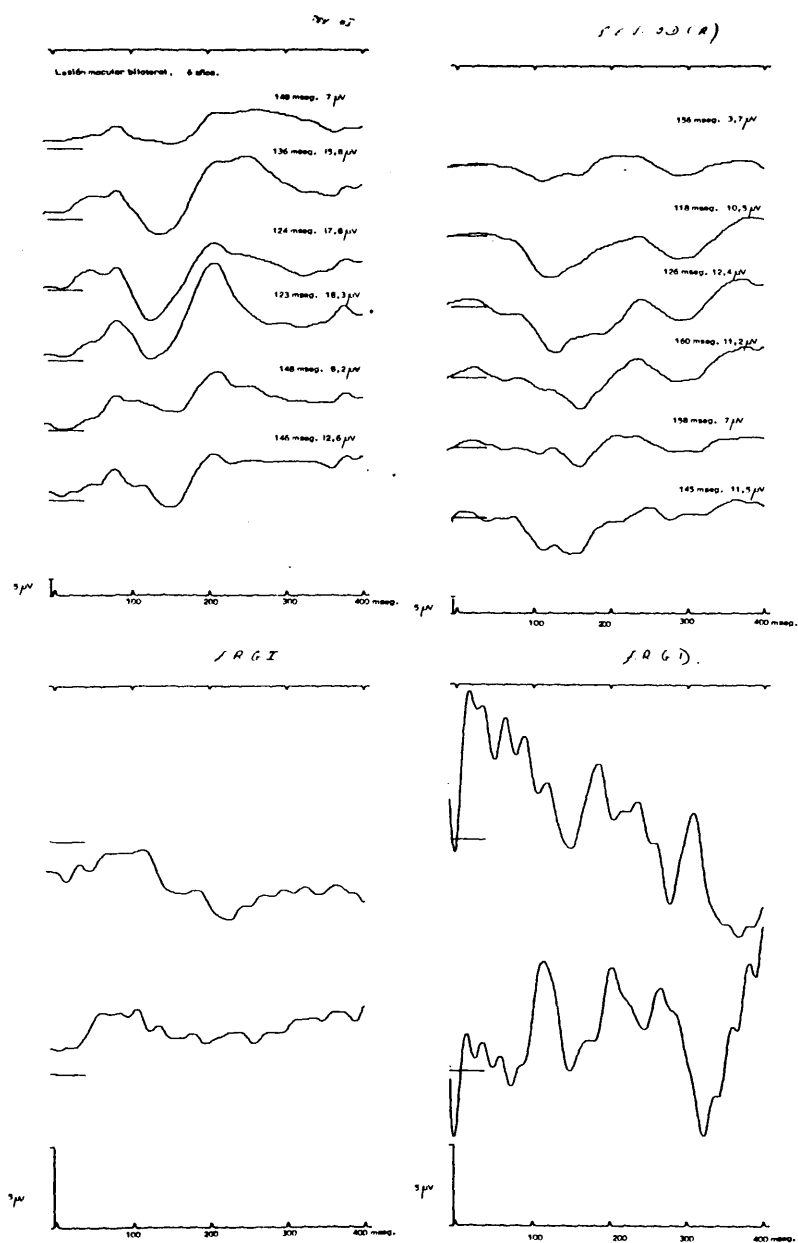 PEV OI
Lesión macular bilateral. 6 años.
148 mseg. 7 µV
136 mseg. 15,8 µV
124 mseg. 17,8 µV
123 mseg. 18,3 µV
148 mseg. 8,2 µV
146 mseg. 12,6 µV
5 µV
100 200 300 400 mseg.
OD (A)
156 mseg. 3,7 µV
118 mseg. 10,5 µV
126 mseg. 12,4 µV
160 mseg. 11,2 µV
158 mseg. 7 µV
145 mseg. 11,5 µV
5 µV
100 200 300 400 mseg.
E R G I
5 µV
100 200 300 400 mseg.
E R G D.
5 µV
100 200 300 400 mseg.